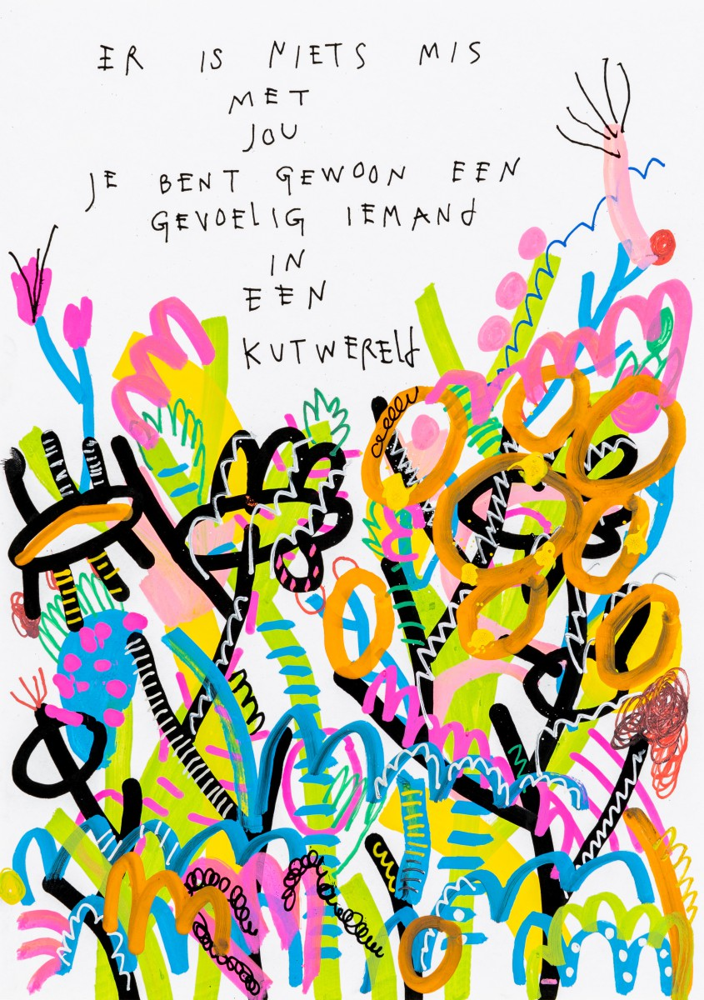 ER IS NIETS MIS
MET
JOU
JE BENT GEWOON EEN
GEVOELIG IEMANd
IN
EEN
KUTWERELd